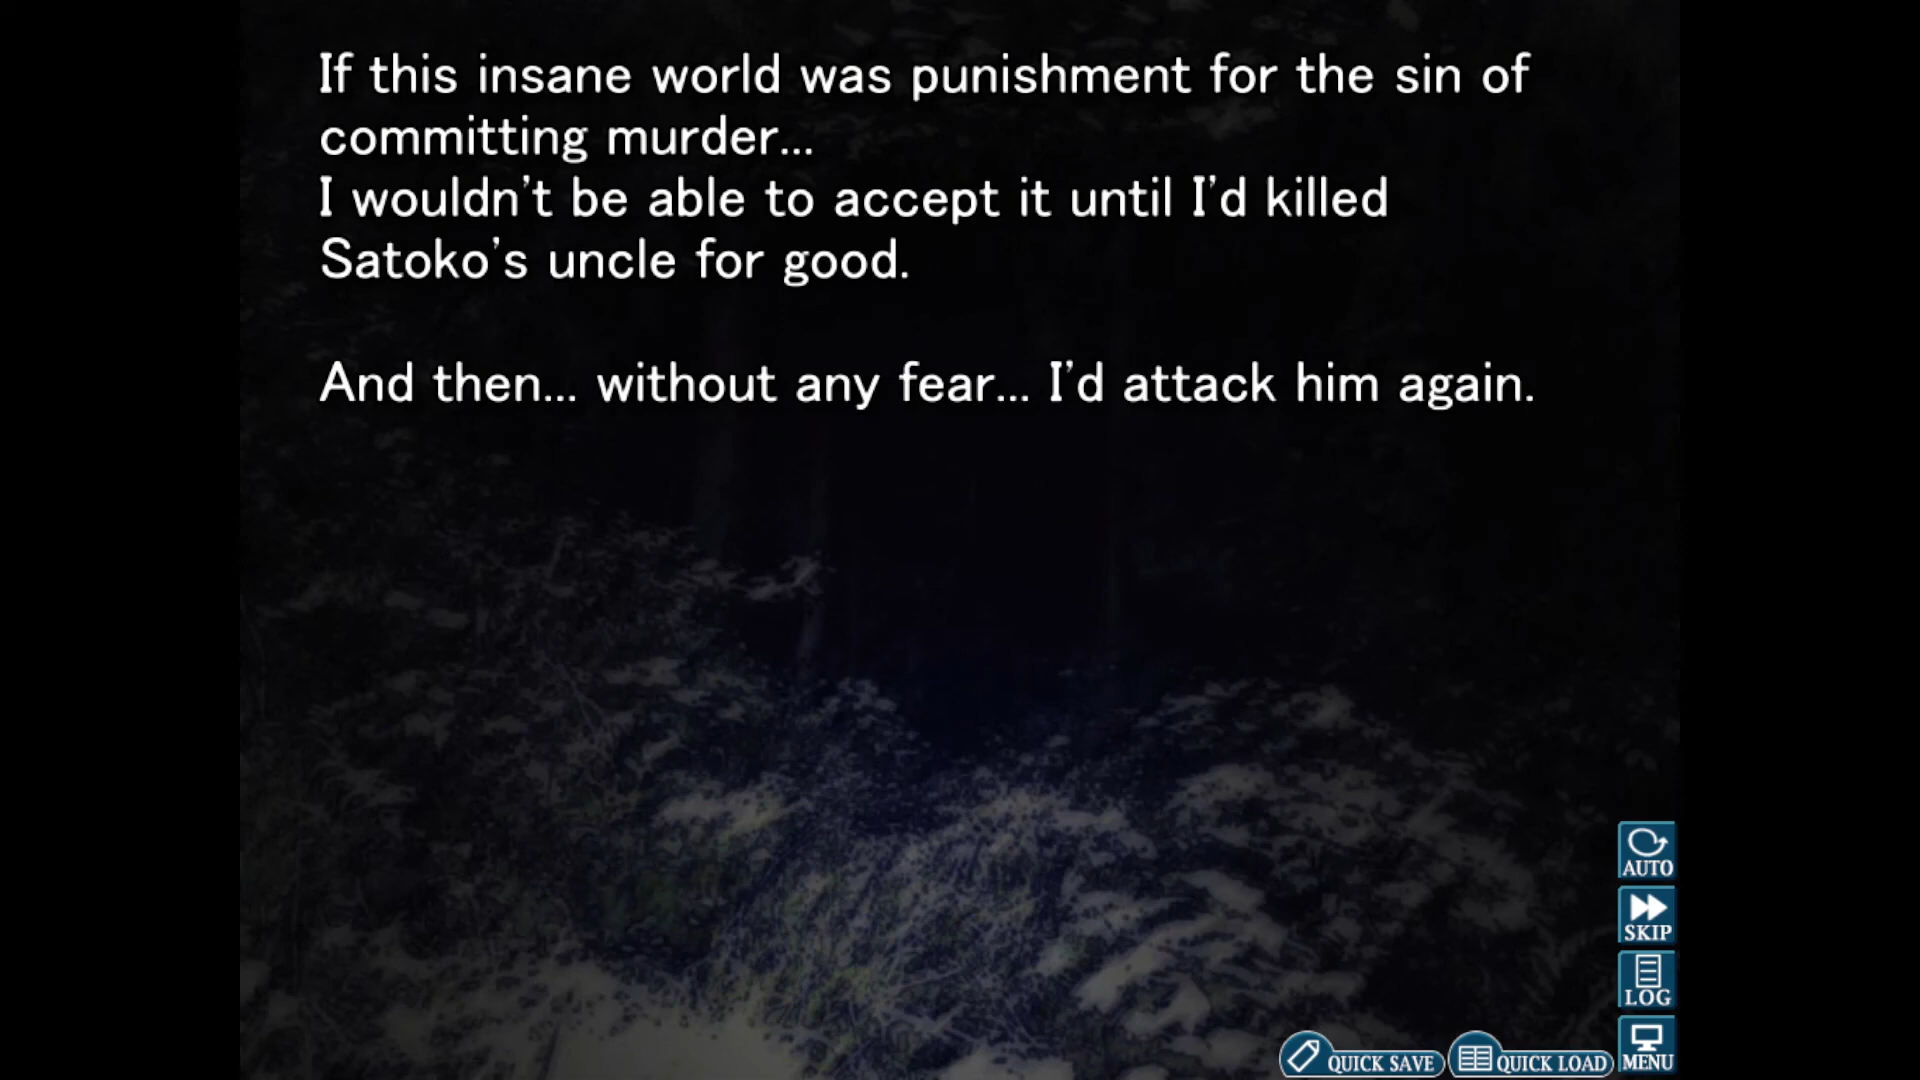 If this insane world was punishment for the sin of
committing murder...
I wouldn't be able to accept it until I'd killed
Satoko's uncle for good.
And then... without any fear... I'd attack him again.
AUTO
SKIP
LOG
MENU
QUICK SAVE
QUICK LOAD